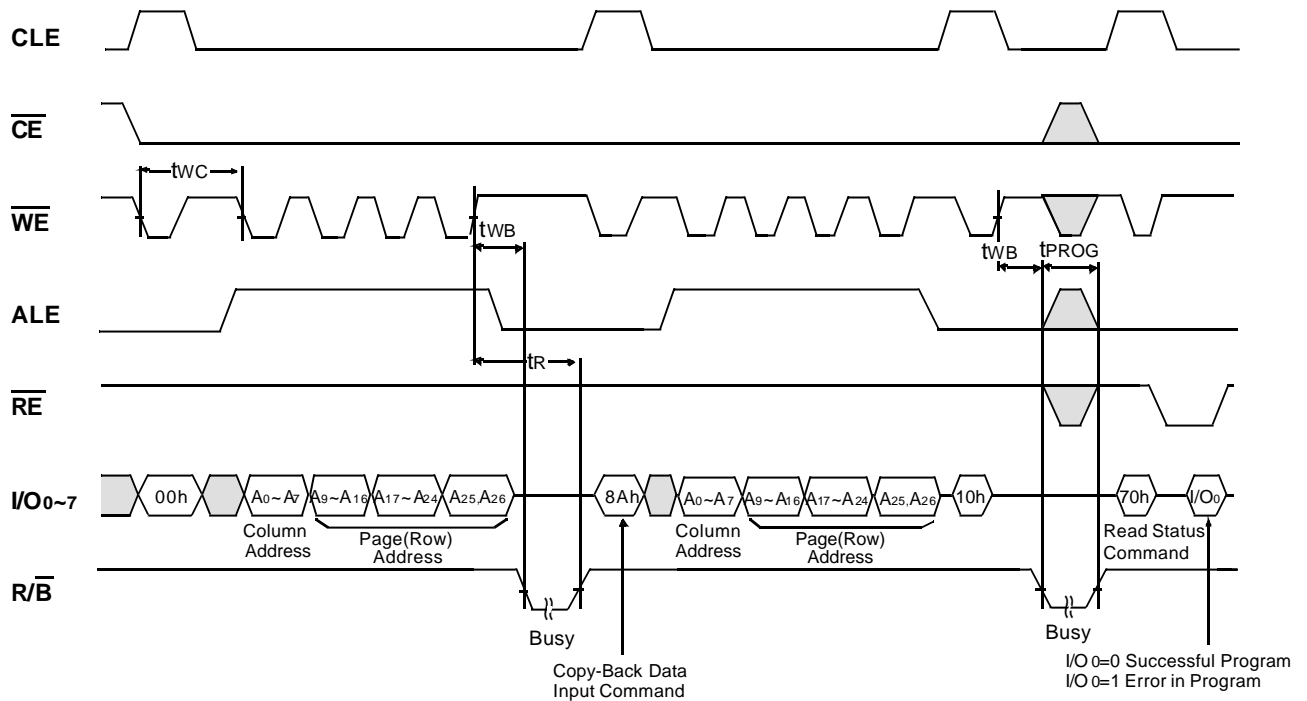 CLE
CE
tWC
WE
tWB
tWB
tPROG
ALE
tR
RE
I/O0~7
00h
A0~A7
A9~A16
A17~A24
A25,A26
8Ah
A0~A7
A9~A16
A17~A24
A25,A26
10h
70h
I/O0
Column
Address
Page(Row)
Address
Column
Address
Page(Row)
Address
Read Status
Command
R/B
Busy
Busy
Copy-Back Data
Input Command
I/O0=0 Successful Program
I/O0=1 Error in Program